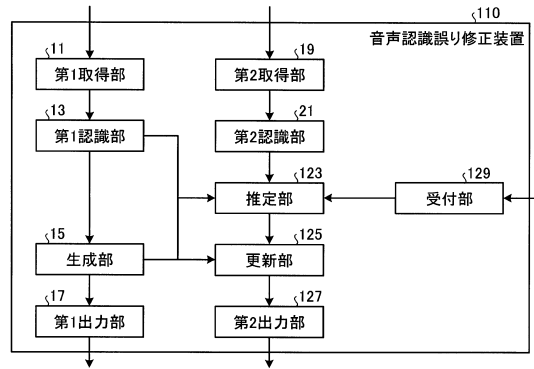 110
音声認識誤り修正装置
11
第1取得部
19
第2取得部
13
第1認識部
21
第2認識部
123
推定部
129
受付部
15
生成部
125
更新部
17
第1出力部
127
第2出力部